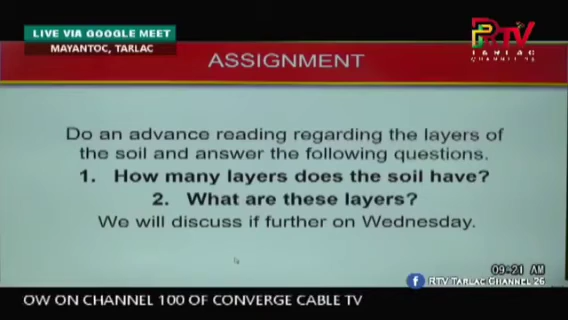 LIVE VIA GOOGLE MEET
MAYANTOC, TARLAC
RTV
TARLAC
CHANNEL 26
ASSIGNMENT
Do an advance reading regarding the layers of
the soil and answer the following questions.
1. How many layers does the soil have?
2. What are these layers?
We will discuss if further on Wednesday.
09:21 AM
RTV TARLAC CHANNEL 26
OW ON CHANNEL 100 OF CONVERGE CABLE TV